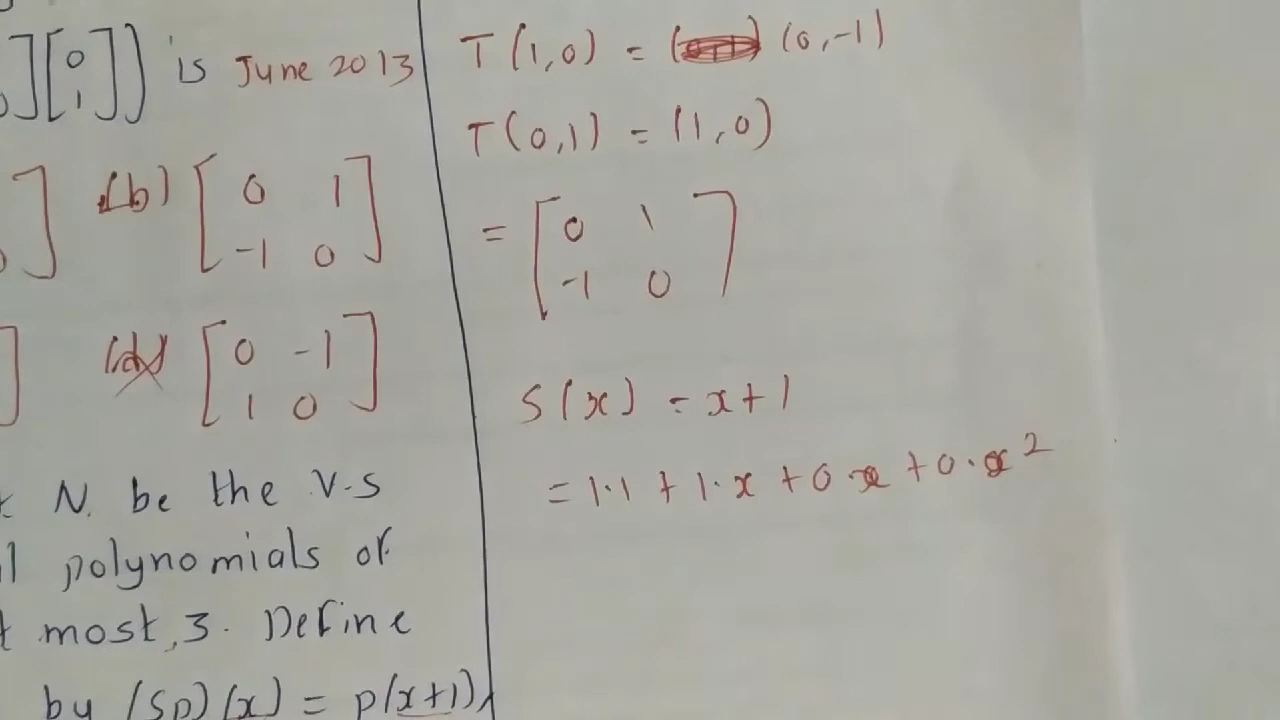 ][0
1]) is June 2013
] (b) [0 1
-1 0]
] (d) [0 -1
1 0]
N. be the V.S
polynomials of
most, 3. Define
by (Sp)(x) = p(x+1),
T(1,0) = (0,-1)
T(0,1) = (1,0)
= [0 1
-1 0]
S(x) = x+1
= 1.1 + 1.x + 0.x + 0.x²